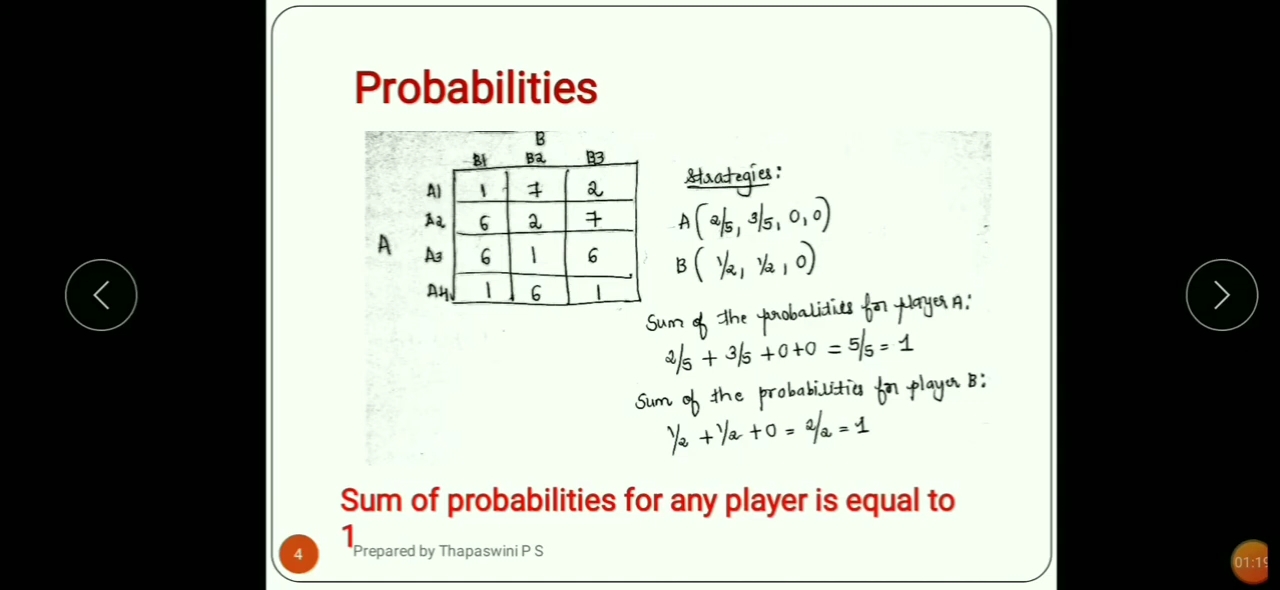 Probabilities
B
B1 B2 B3
A1 1 7 2
A2 6 2 7
A
A3 6 1 6
A4 1 6 1
Strategies:
A(2/5, 3/5, 0, 0)
B(1/2, 1/2, 0)
Sum of the probalities for player A:
2/5 + 3/5 + 0+0 = 5/5 = 1
Sum of the probabilities for player B:
1/2 + 1/2 + 0 = 2/2 = 1
Sum of probabilities for any player is equal to
1
4
Prepared by Thapaswini P S
01:19